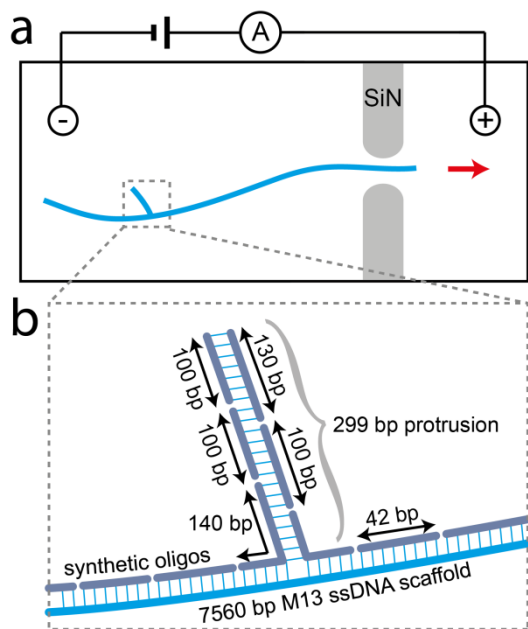 a
A
SiN
-
+
b
100 bp
130 bp
299 bp protrusion
100 bp
100 bp
140 bp
42 bp
synthetic oligos
7560 bp M13 ssDNA scaffold